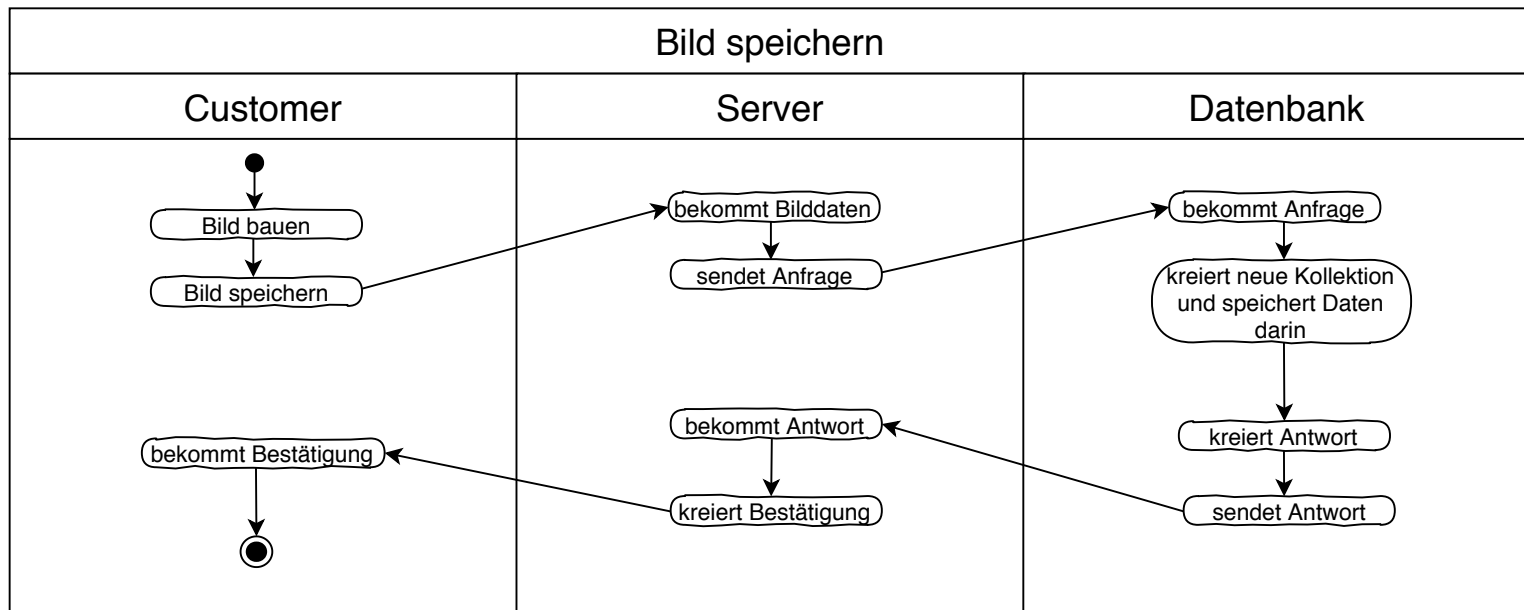 Bild speichern
Customer
Server
Datenbank
Bild bauen
Bild speichern
bekommt Bilddaten
sendet Anfrage
bekommt Anfrage
kreiert neue Kollektion
und speichert Daten
darin
kreiert Antwort
sendet Antwort
bekommt Antwort
kreiert Bestätigung
bekommt Bestätigung